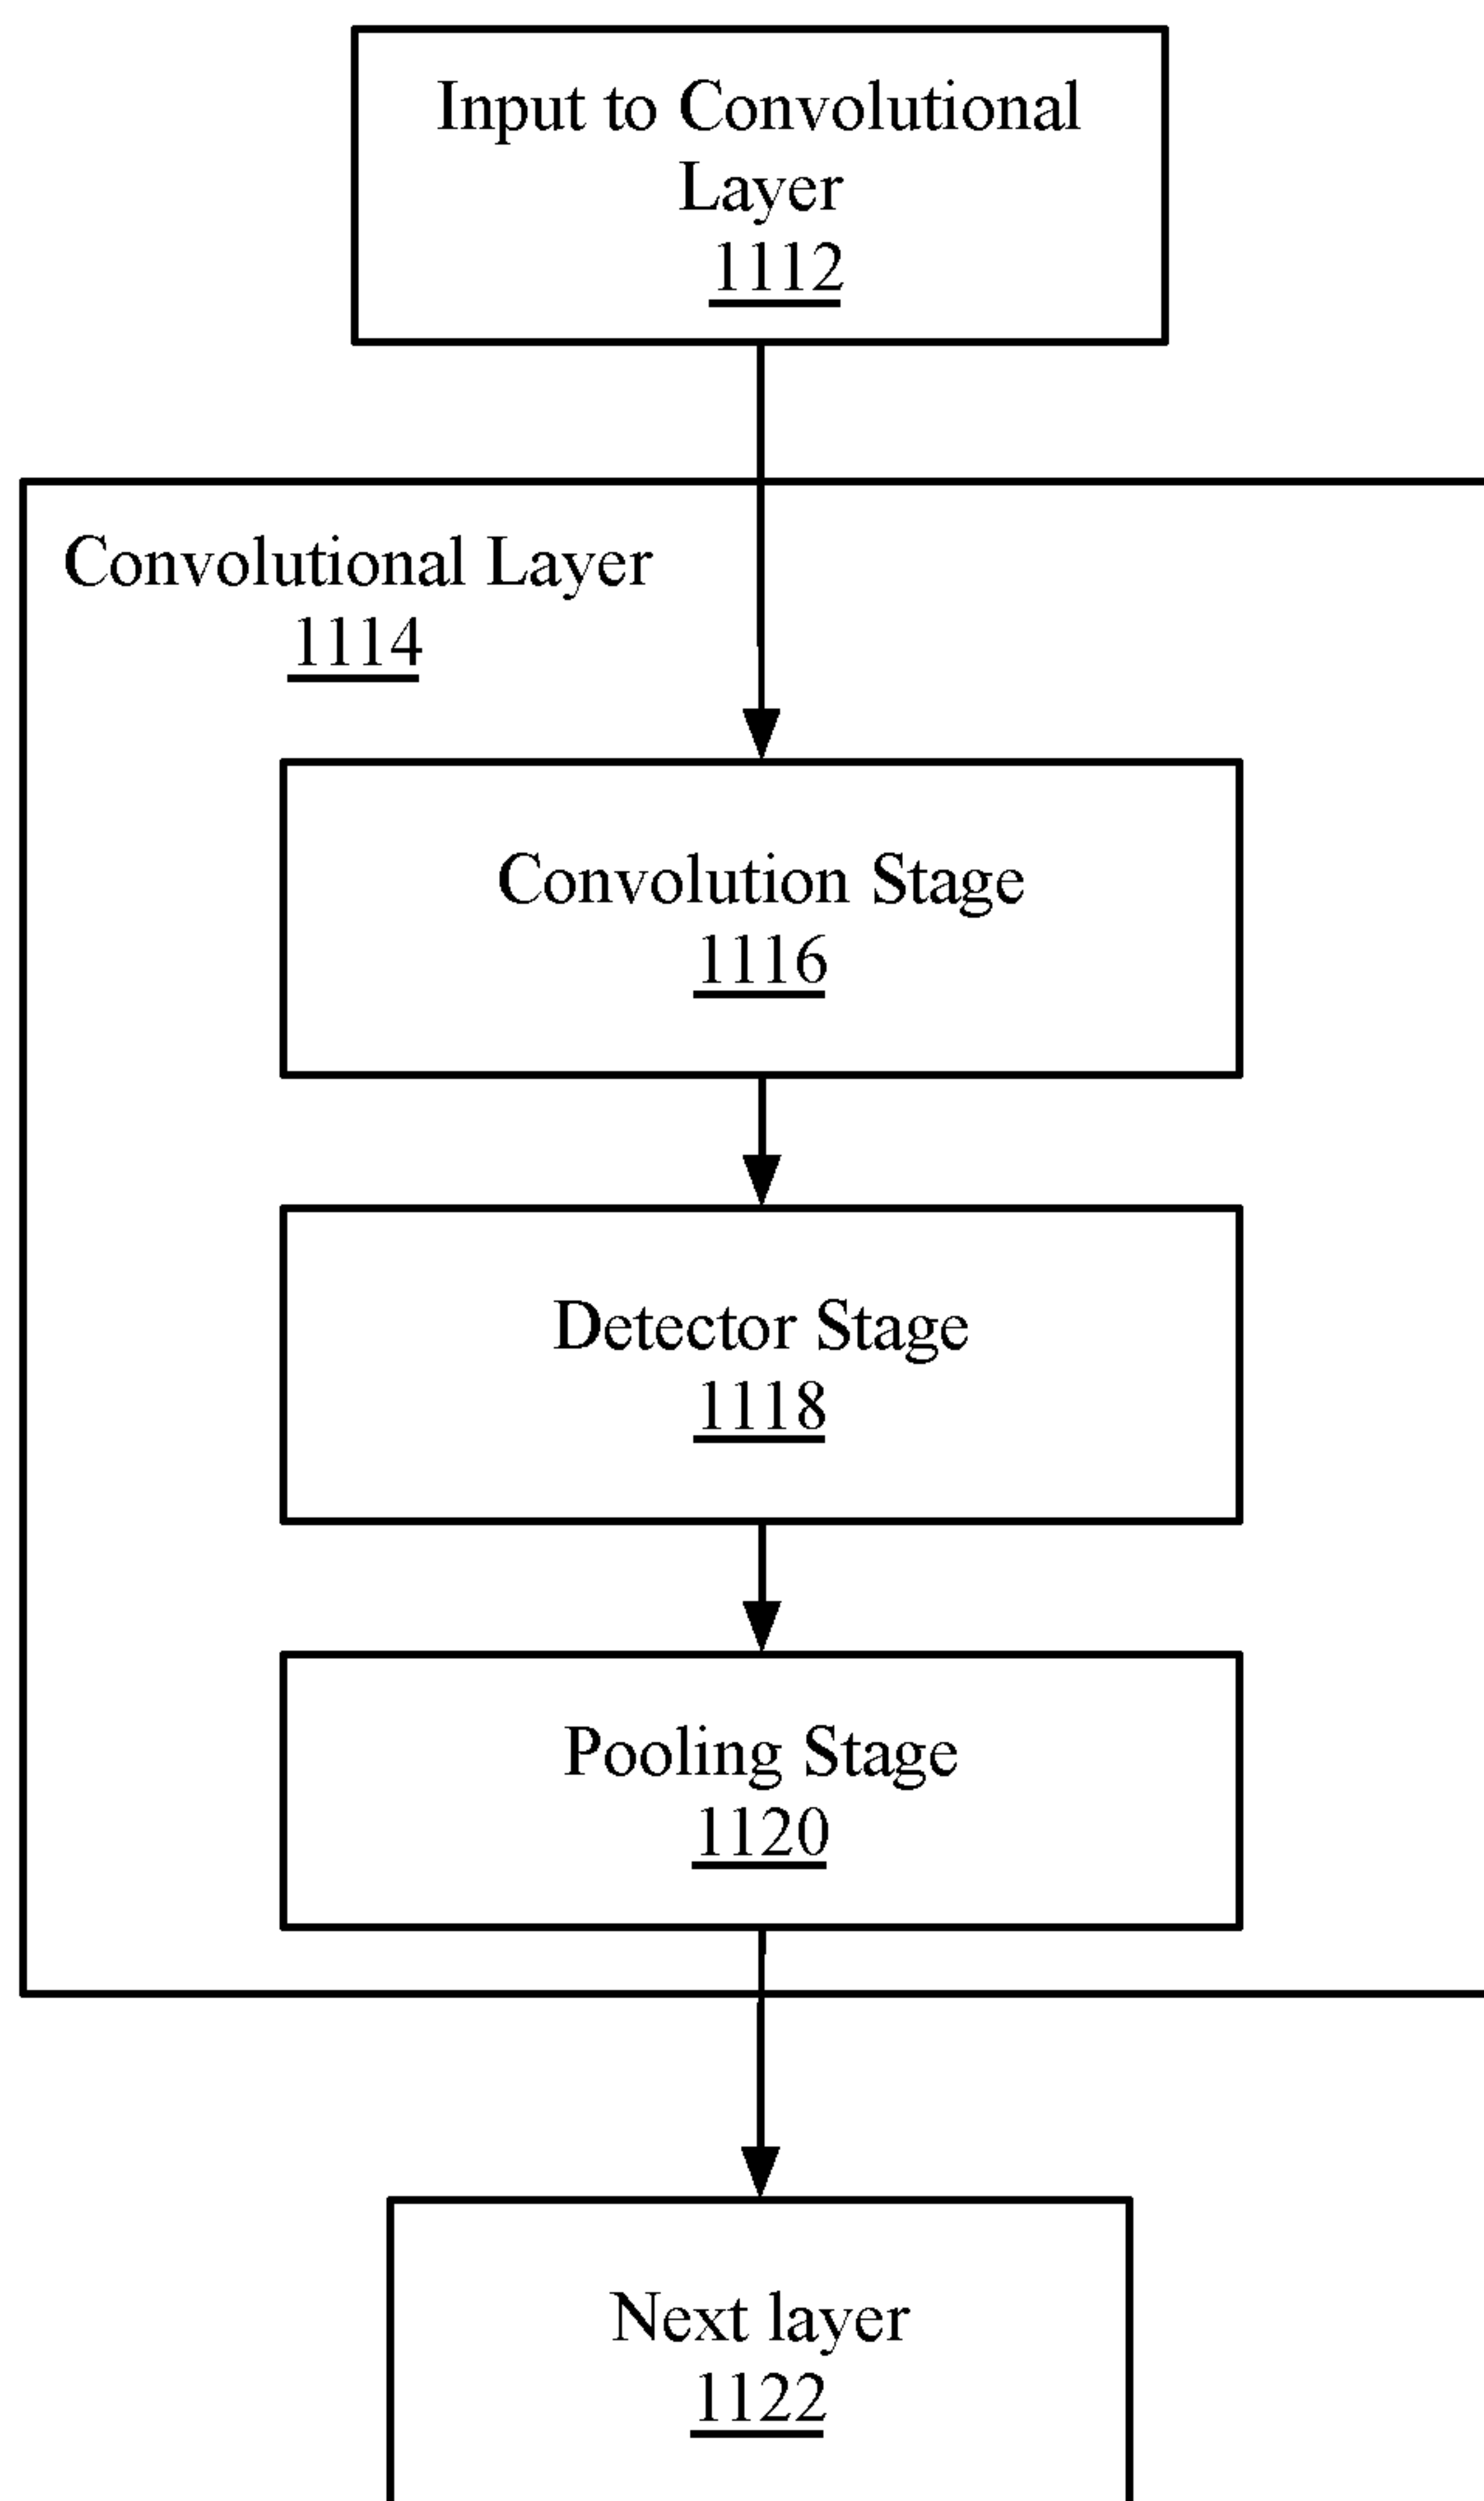 Input to Convolutional
Layer
1112
Convolutional Layer
1114
Convolution Stage
1116
Detector Stage
1118
Pooling Stage
1120
Next layer
1122